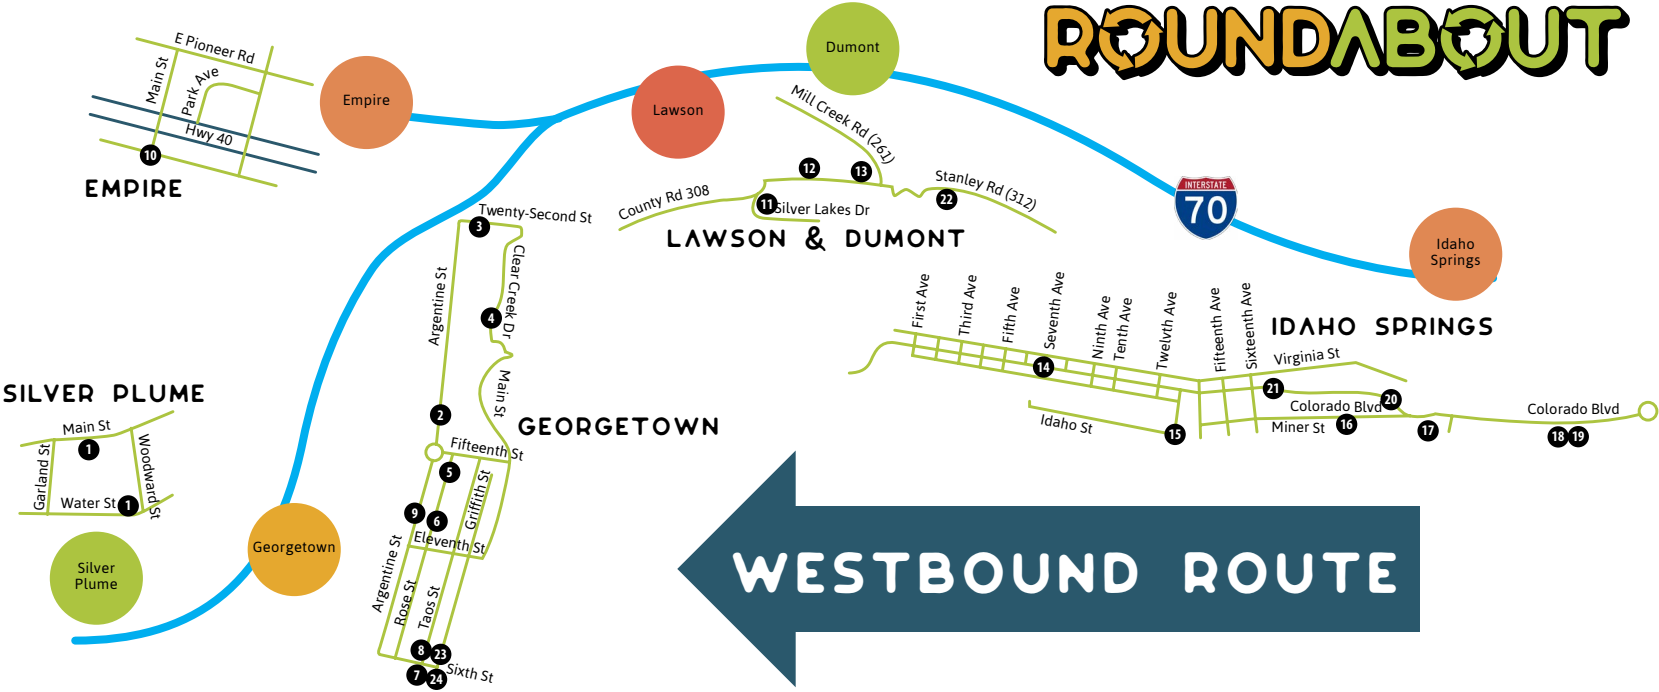 ROUNDABOUT
E Pioneer Rd
Main St
Park Ave
Hwy 40
10
EMPIRE
Empire
Lawson
Dumont
Mill Creek Rd (261)
12
13
County Rd 308
11
Silver Lakes Dr
Stanley Rd (312)
22
LAWSON & DUMONT
INTERSTATE
70
Idaho
Springs
IDAHO SPRINGS
First Ave
Third Ave
Fifth Ave
Seventh Ave
Ninth Ave
Tenth Ave
Twelvth Ave
Fifteenth Ave
Sixteenth Ave
Virginia St
14
21
20
Colorado Blvd
Colorado Blvd
Idaho St
15
Miner St
16
17
18
19
Twenty-Second St
3
Argentine St
Clear Creek Dr
4
Main St
2
GEORGETOWN
Fifteenth St
5
Griffith St
9
6
Eleventh St
Argentine St
Rose St
Taos St
8
23
7
24
Sixth St
SILVER PLUME
Main St
1
Garland St
Woodward St
Water St
1
Silver
Plume
Georgetown
WESTBOUND ROUTE